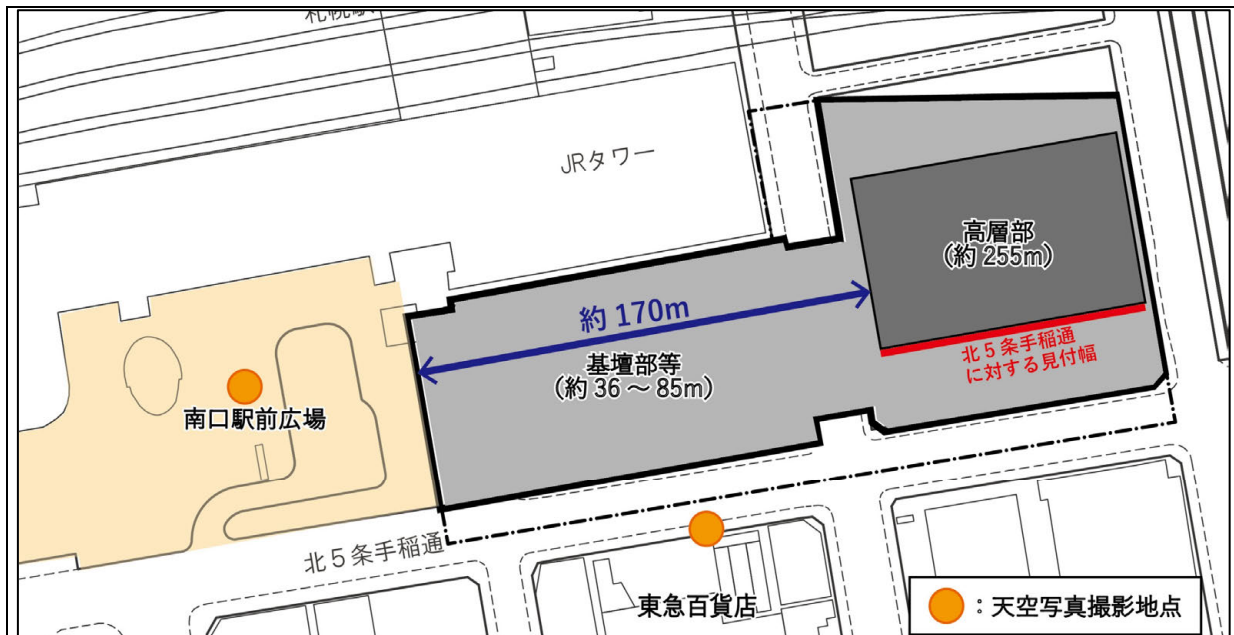 札幌駅
JRタワー
高層部
(約 255m)
約 170m
北5条手稲通
に対する見付幅
基壇部等
(約 36 ~ 85m)
南口駅前広場
北5条手稲通
東急百貨店
：天空写真撮影地点